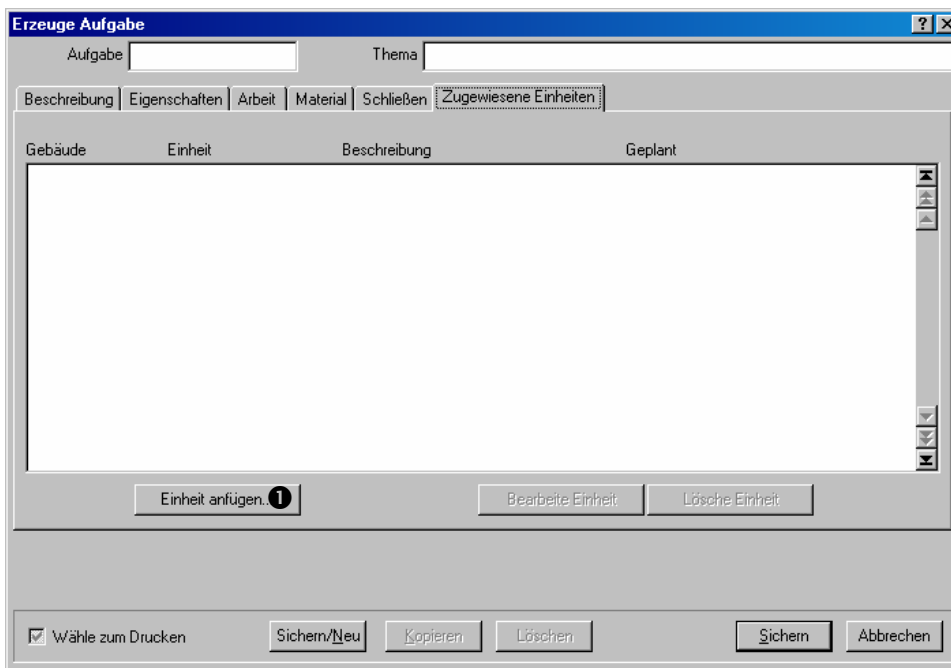 Erzeuge Aufgabe
Aufgabe Thema
Beschreibung Eigenschaften Arbeit Material Schließen Zugewiesene Einheiten
Gebäude Einheit Beschreibung Geplant
Einheit anfügen.. 1 Bearbeite Einheit Lösche Einheit
Wähle zum Drucken Sichern/Neu Kopieren Löschen Sichern Abbrechen